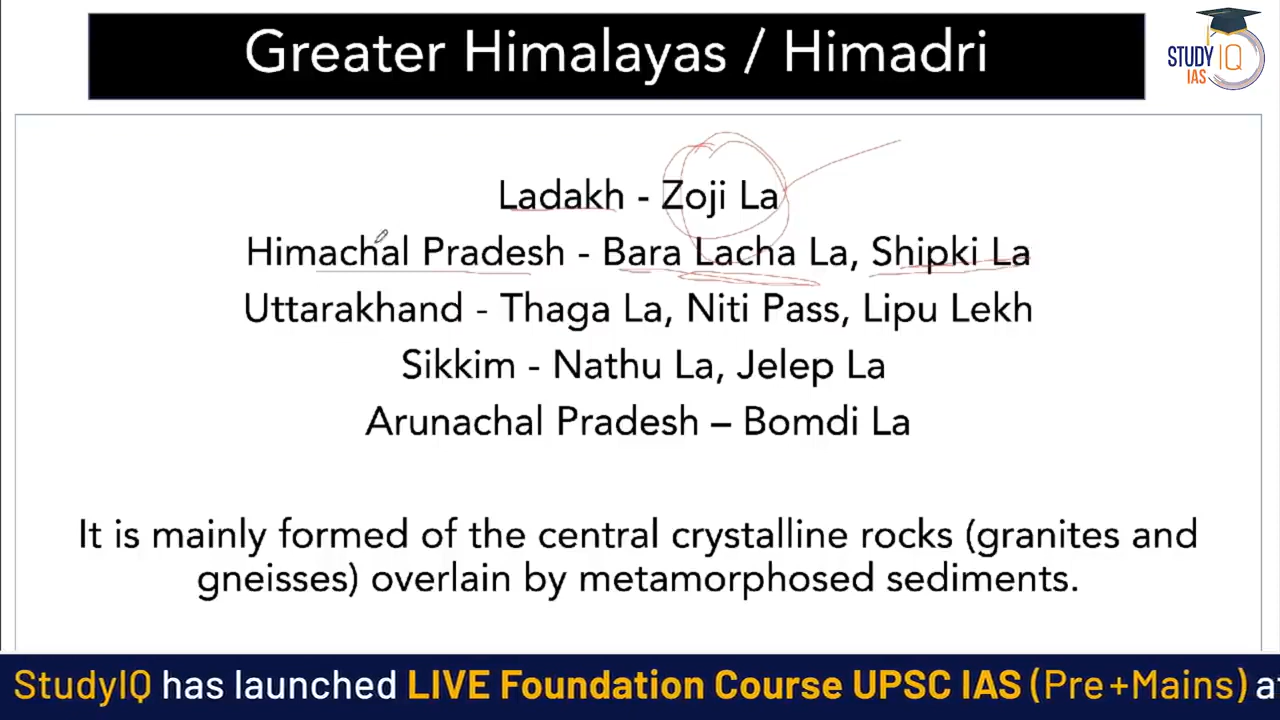 Greater Himalayas / Himadri
STUDY IQ
IAS
Ladakh - Zoji La
Himachal Pradesh - Bara Lacha La, Shipki La
Uttarakhand - Thaga La, Niti Pass, Lipu Lekh
Sikkim - Nathu La, Jelep La
Arunachal Pradesh – Bomdi La
It is mainly formed of the central crystalline rocks (granites and
gneisses) overlain by metamorphosed sediments.
StudyIQ has launched LIVE Foundation Course UPSC IAS (Pre+Mains) at